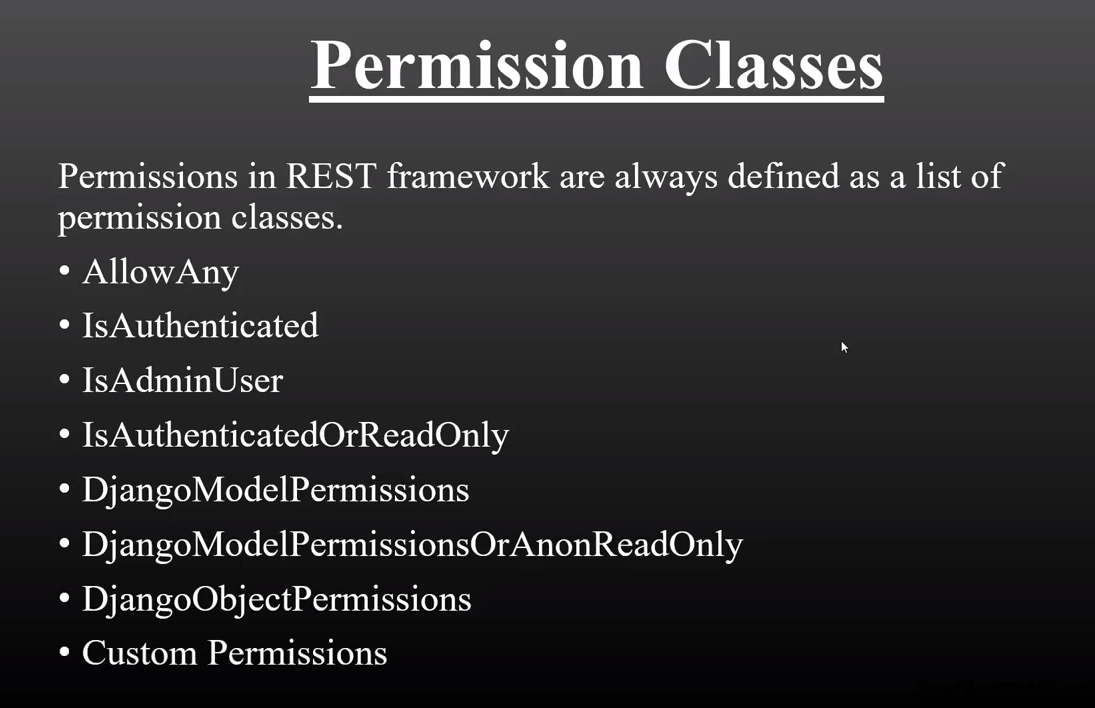 Permission Classes
Permissions in REST framework are always defined as a list of
permission classes.
• AllowAny
• IsAuthenticated
• IsAdminUser
• IsAuthenticatedOrReadOnly
• DjangoModelPermissions
• DjangoModelPermissionsOrAnonReadOnly
• DjangoObjectPermissions
• Custom Permissions